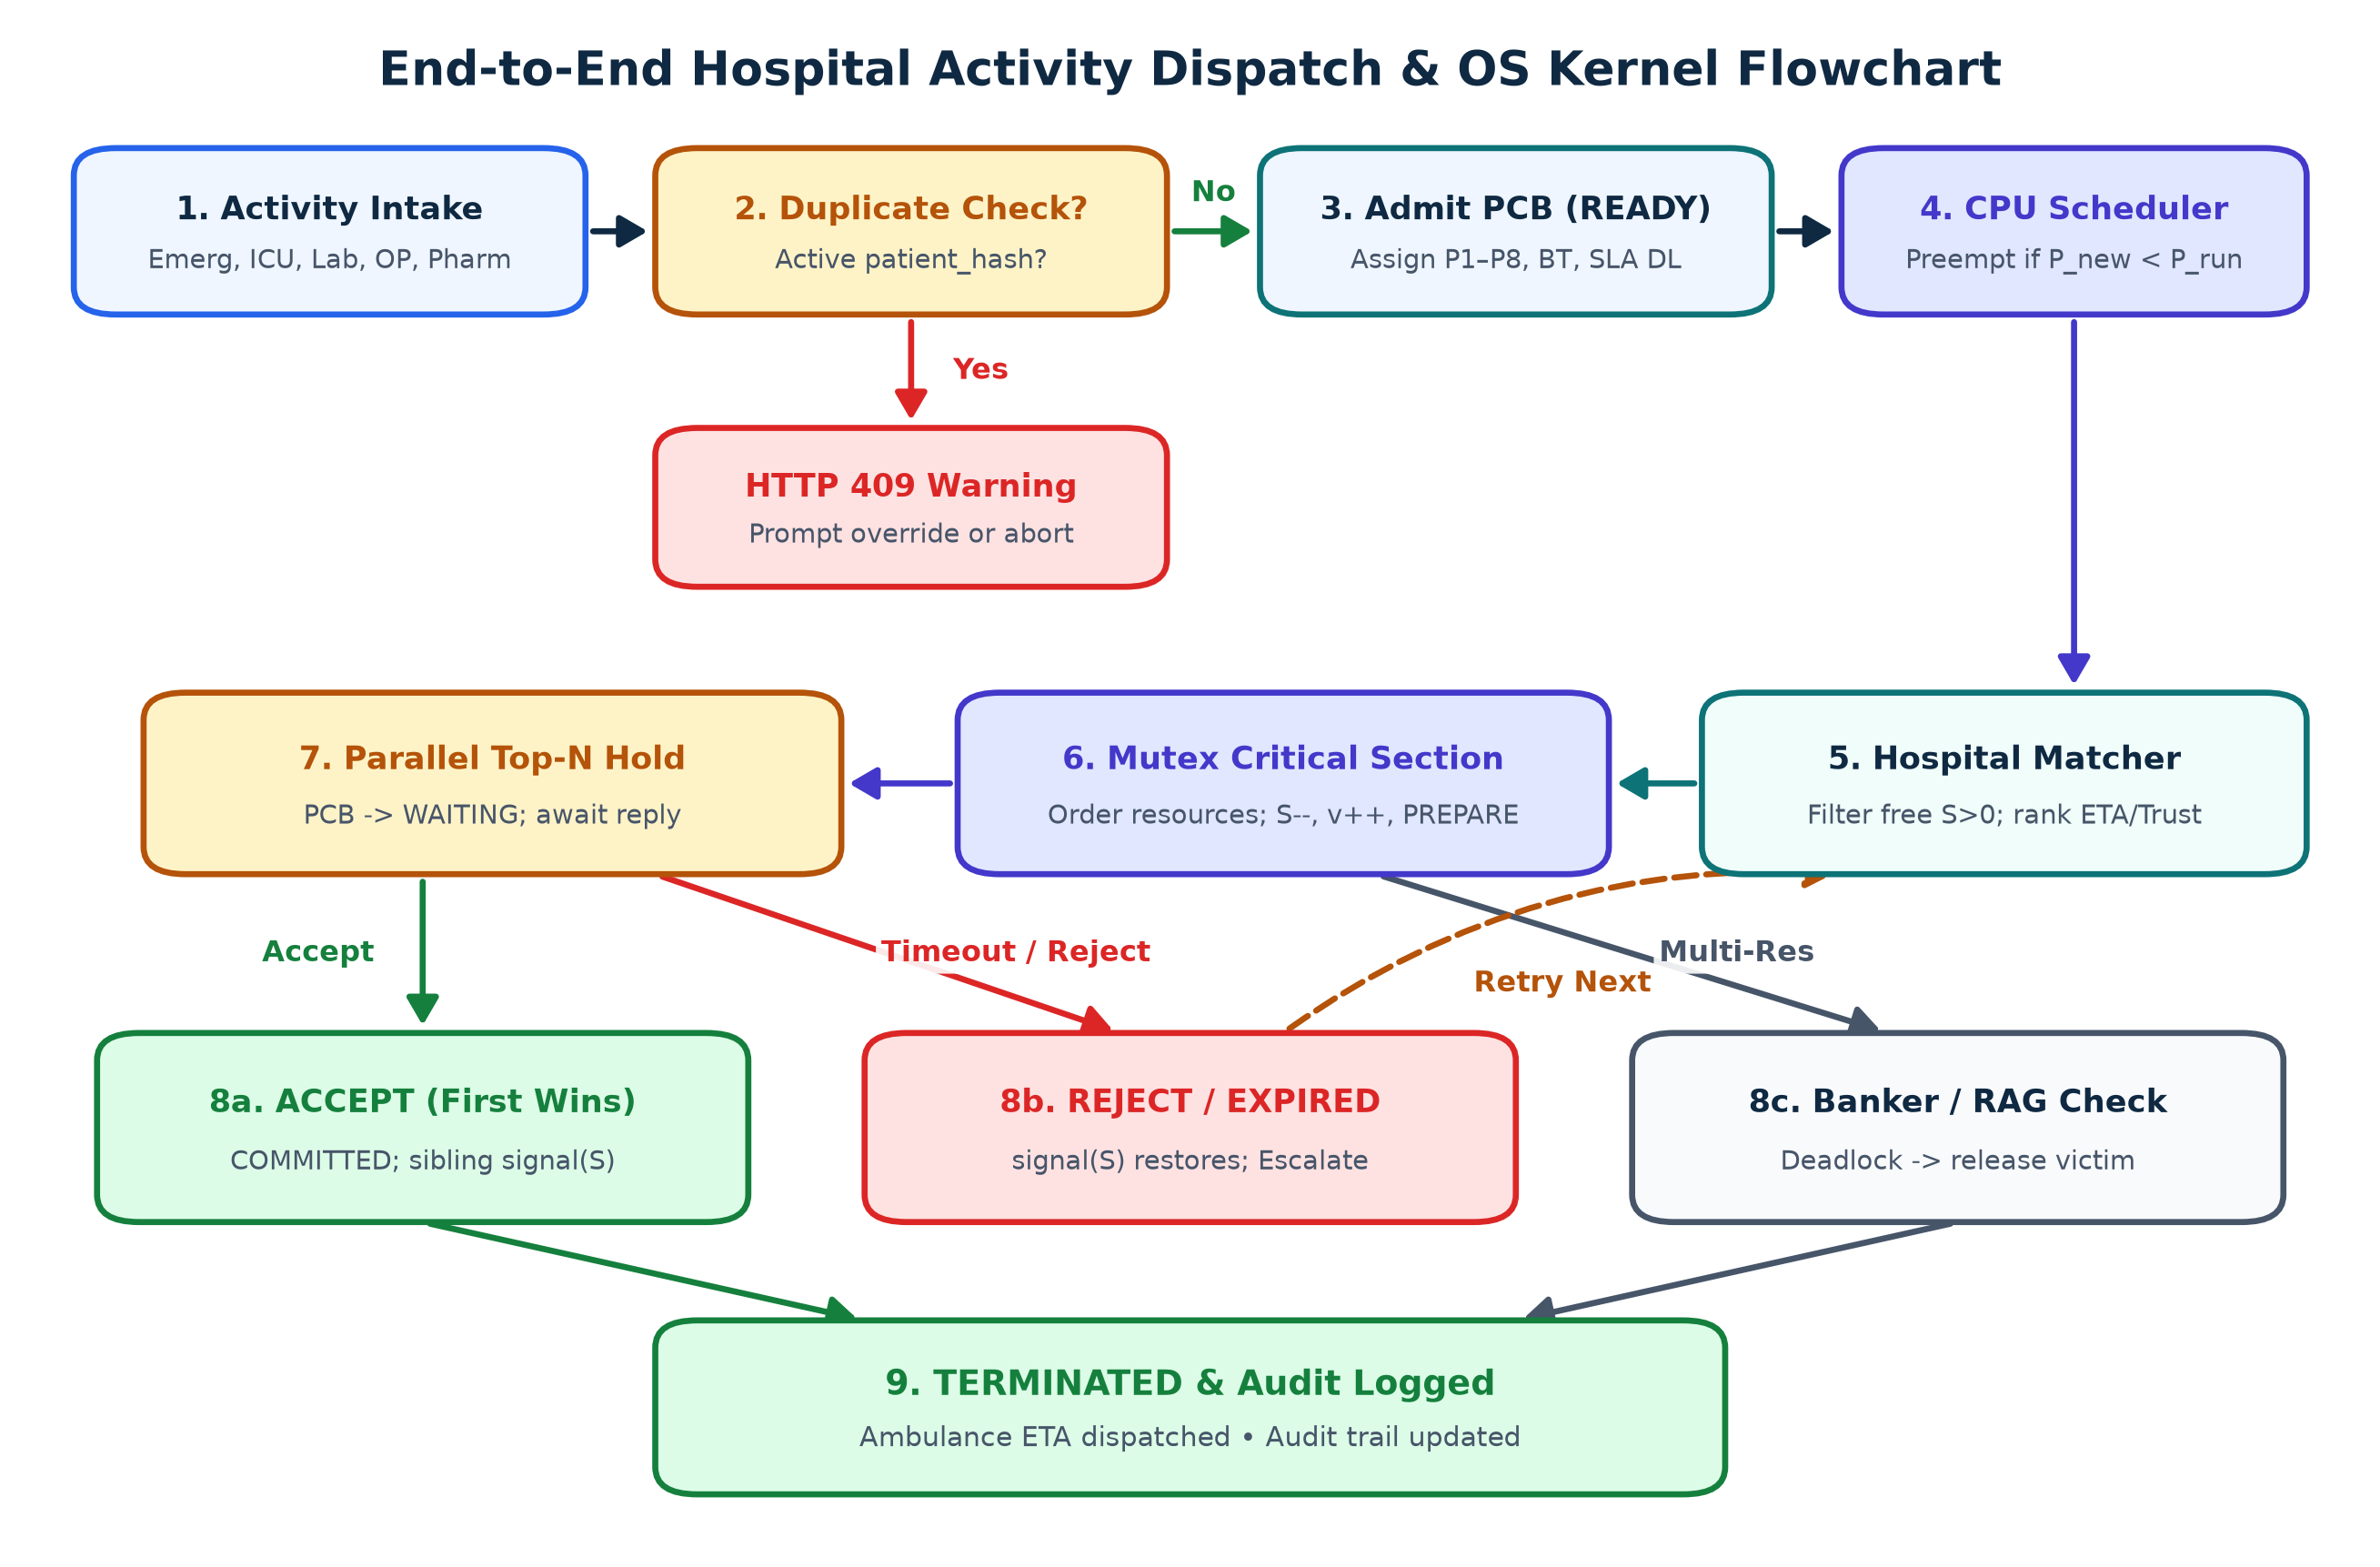 End-to-End Hospital Activity Dispatch & OS Kernel Flowchart
1. Activity Intake
Emerg, ICU, Lab, OP, Pharm
2. Duplicate Check?
Active patient_hash?
No
3. Admit PCB (READY)
Assign P1–P8, BT, SLA DL
4. CPU Scheduler
Preempt if P_new < P_run
Yes
HTTP 409 Warning
Prompt override or abort
7. Parallel Top-N Hold
PCB -> WAITING; await reply
6. Mutex Critical Section
Order resources; S--, v++, PREPARE
5. Hospital Matcher
Filter free S>0; rank ETA/Trust
Accept
Timeout / Reject
Multi-Res
Retry Next
8a. ACCEPT (First Wins)
COMMITTED; sibling signal(S)
8b. REJECT / EXPIRED
signal(S) restores; Escalate
8c. Banker / RAG Check
Deadlock -> release victim
9. TERMINATED & Audit Logged
Ambulance ETA dispatched • Audit trail updated